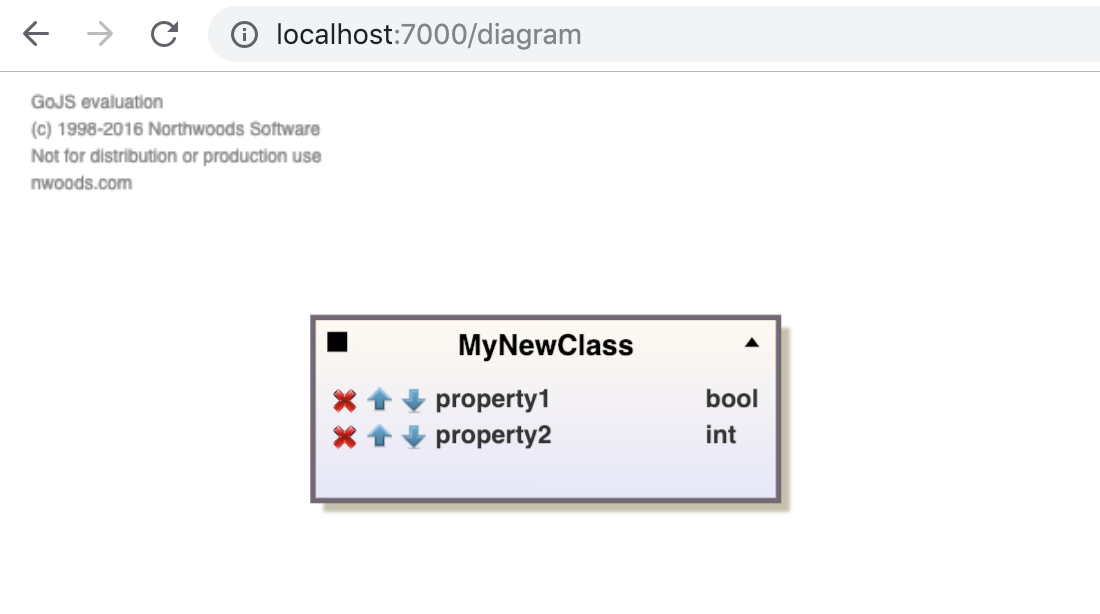 localhost:7000/diagram
GoJS evaluation
(c) 1998-2016 Northwoods Software
Not for distribution or production use
nwoods.com
MyNewClass
property1 bool
property2 int